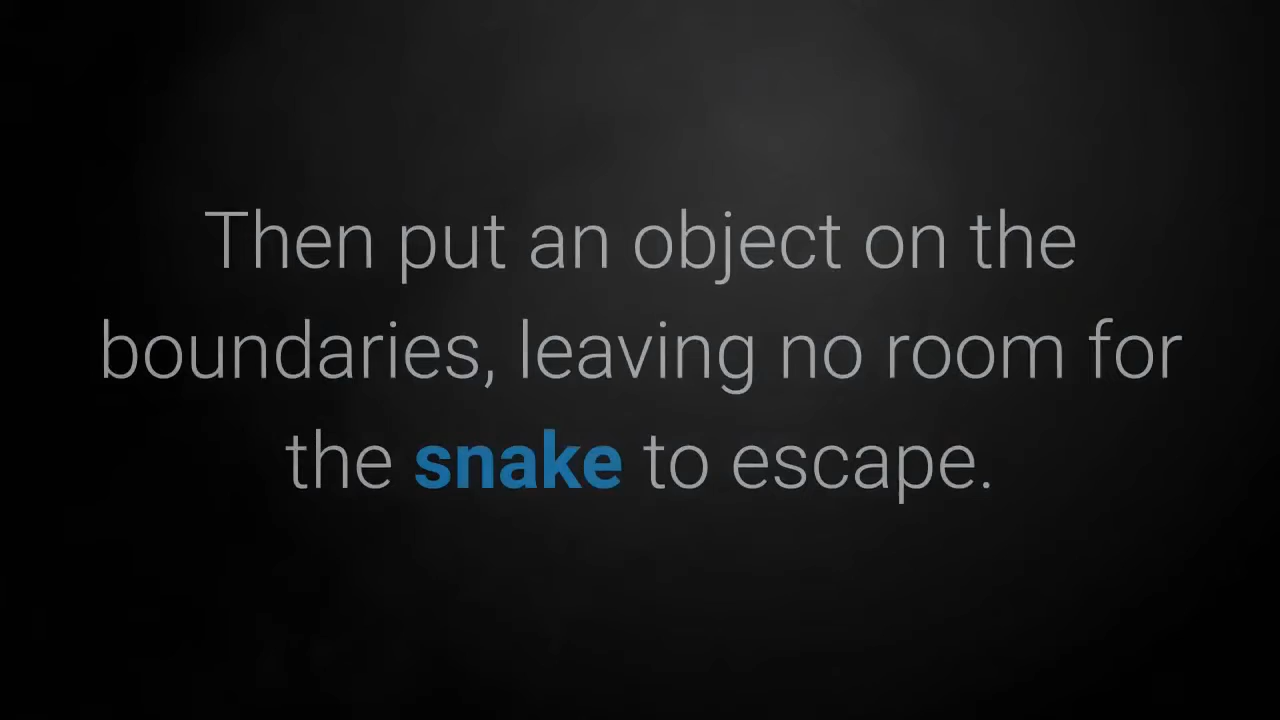 Then put an object on the
boundaries, leaving no room for
the snake to escape.